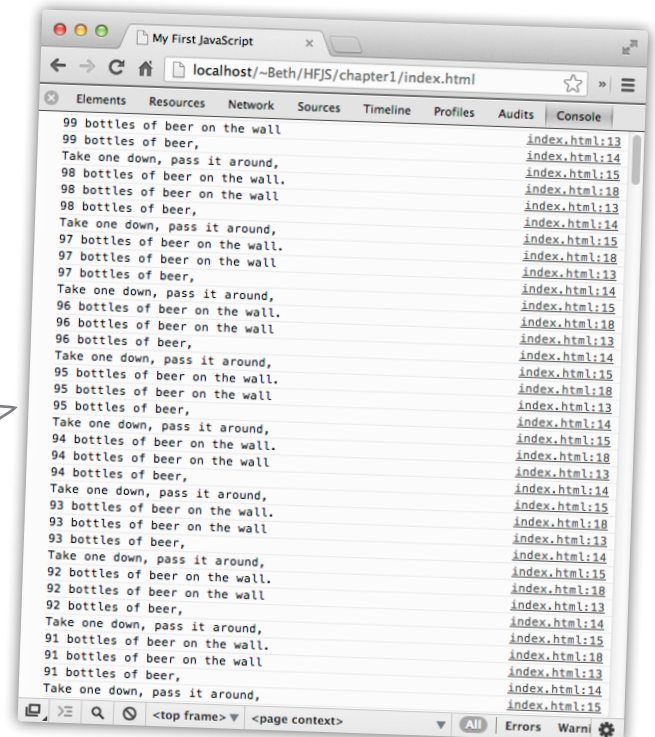 My First JavaScript
localhost/~Beth/HFJS/chapter1/index.html
Elements Resources Network Sources Timeline Profiles Audits Console
99 bottles of beer on the wall index.html:13
99 bottles of beer, index.html:14
Take one down, pass it around, index.html:15
98 bottles of beer on the wall. index.html:18
98 bottles of beer on the wall index.html:13
98 bottles of beer, index.html:14
Take one down, pass it around, index.html:15
97 bottles of beer on the wall. index.html:18
97 bottles of beer on the wall index.html:13
97 bottles of beer, index.html:14
Take one down, pass it around, index.html:15
96 bottles of beer on the wall. index.html:18
96 bottles of beer on the wall index.html:13
96 bottles of beer, index.html:14
Take one down, pass it around, index.html:15
95 bottles of beer on the wall. index.html:18
95 bottles of beer on the wall index.html:13
95 bottles of beer, index.html:14
Take one down, pass it around, index.html:15
94 bottles of beer on the wall. index.html:18
94 bottles of beer on the wall index.html:13
94 bottles of beer, index.html:14
Take one down, pass it around, index.html:15
93 bottles of beer on the wall. index.html:18
93 bottles of beer on the wall index.html:13
93 bottles of beer, index.html:14
Take one down, pass it around, index.html:15
92 bottles of beer on the wall. index.html:18
92 bottles of beer on the wall index.html:13
92 bottles of beer, index.html:14
Take one down, pass it around, index.html:15
91 bottles of beer on the wall. index.html:18
91 bottles of beer on the wall index.html:13
91 bottles of beer, index.html:14
Take one down, pass it around, index.html:15
<top frame> <page context> All Errors Warni